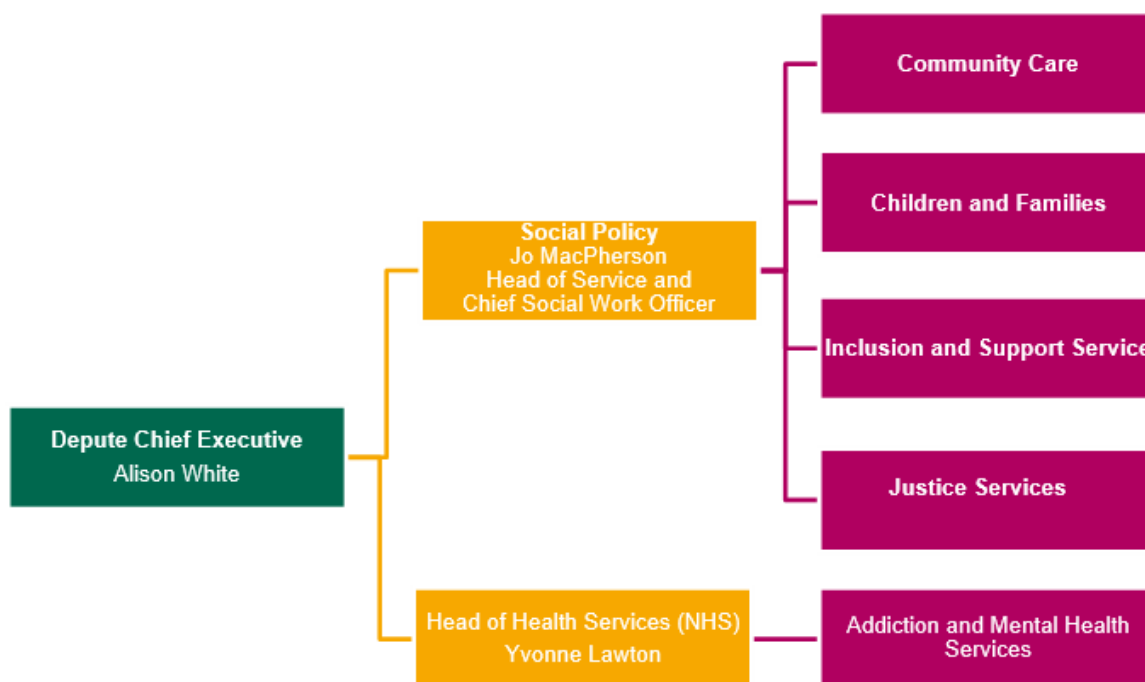 Community Care
Children and Families
Social Policy
Jo MacPherson
Head of Service and
Chief Social Work Officer
Inclusion and Support Service
Depute Chief Executive
Alison White
Justice Services
Head of Health Services (NHS)
Yvonne Lawton
Addiction and Mental Health
Services